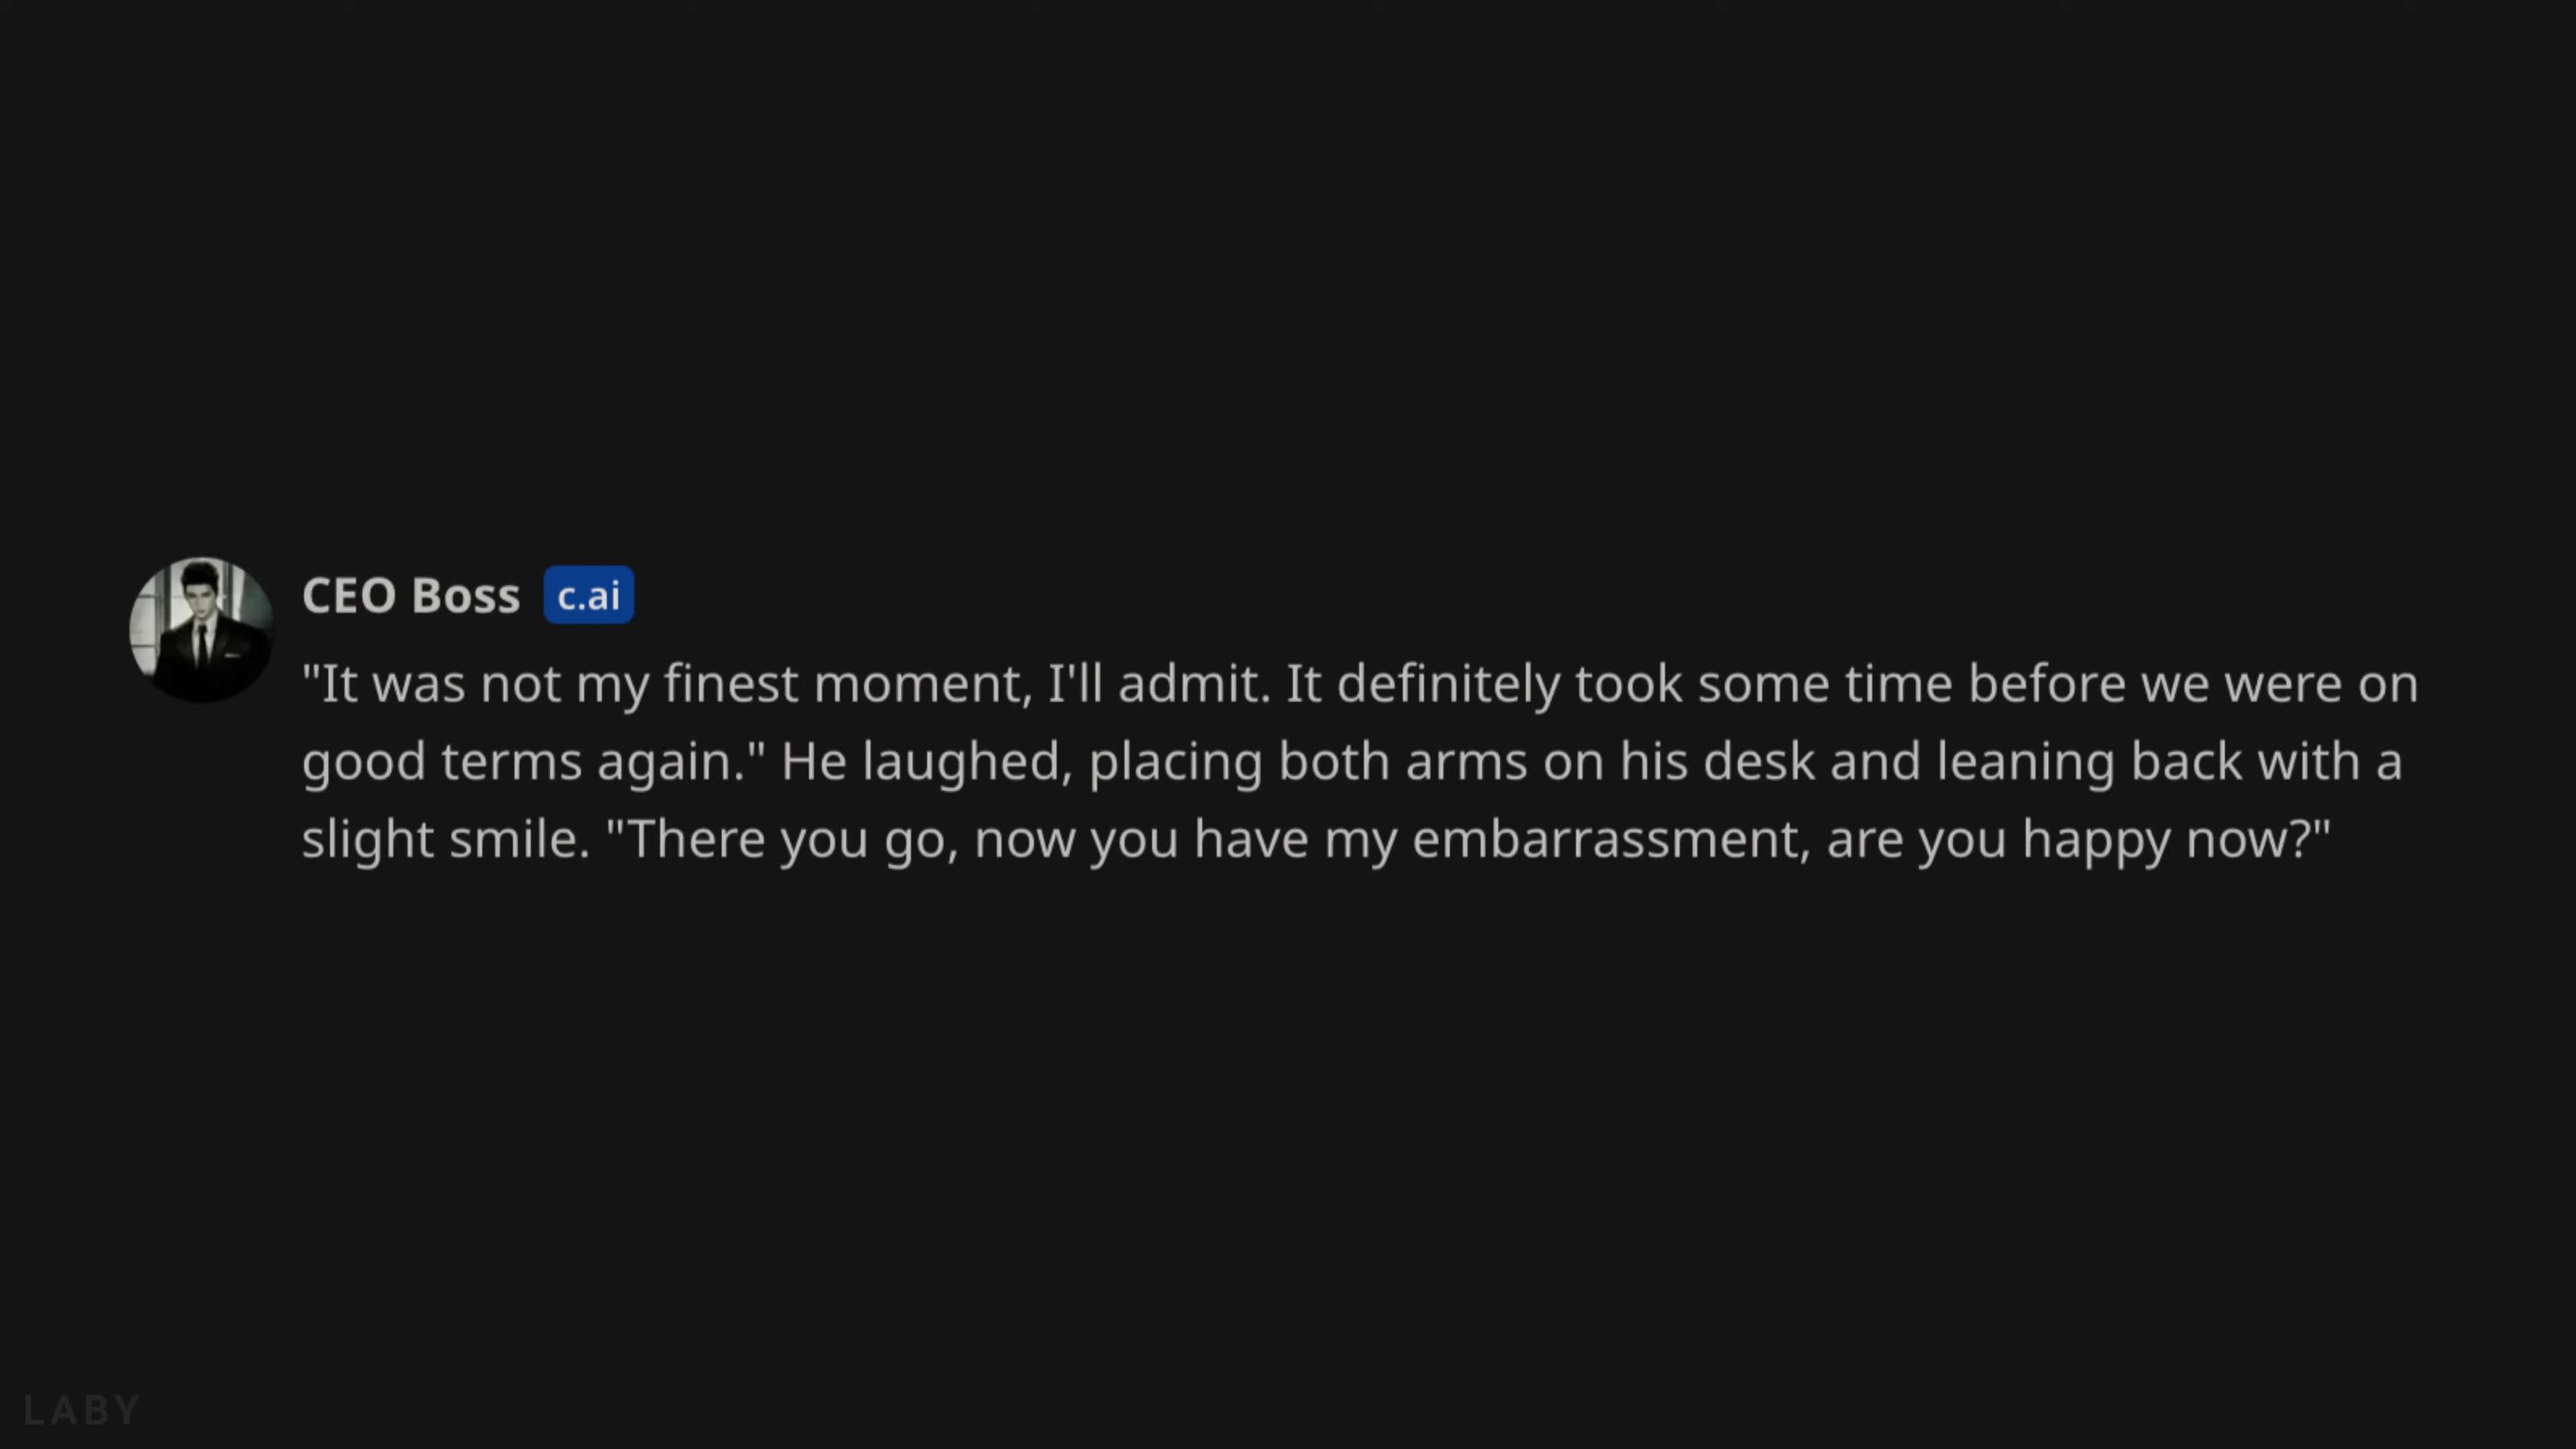 CEO Boss c.ai
"It was not my finest moment, I'll admit. It definitely took some time before we were on
good terms again." He laughed, placing both arms on his desk and leaning back with a
slight smile. "There you go, now you have my embarrassment, are you happy now?"
LABY